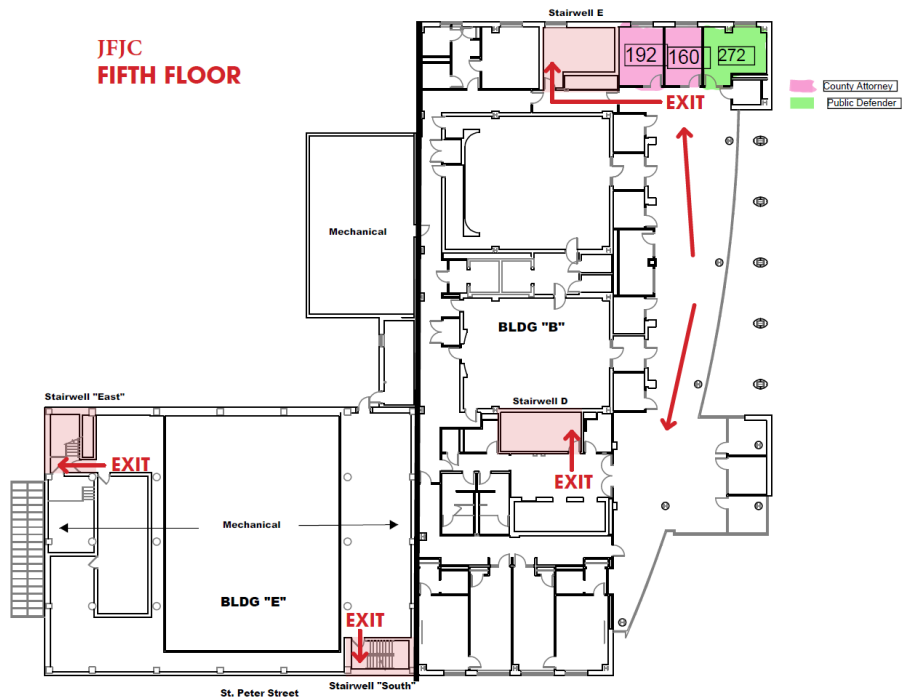 Stairwell E
JFJC
FIFTH FLOOR
192
160
272
County Attorney
Public Defender
EXIT
Mechanical
BLDG "B"
Stairwell "East"
Stairwell D
EXIT
EXIT
Mechanical
BLDG "E"
EXIT
Stairwell "South"
St. Peter Street